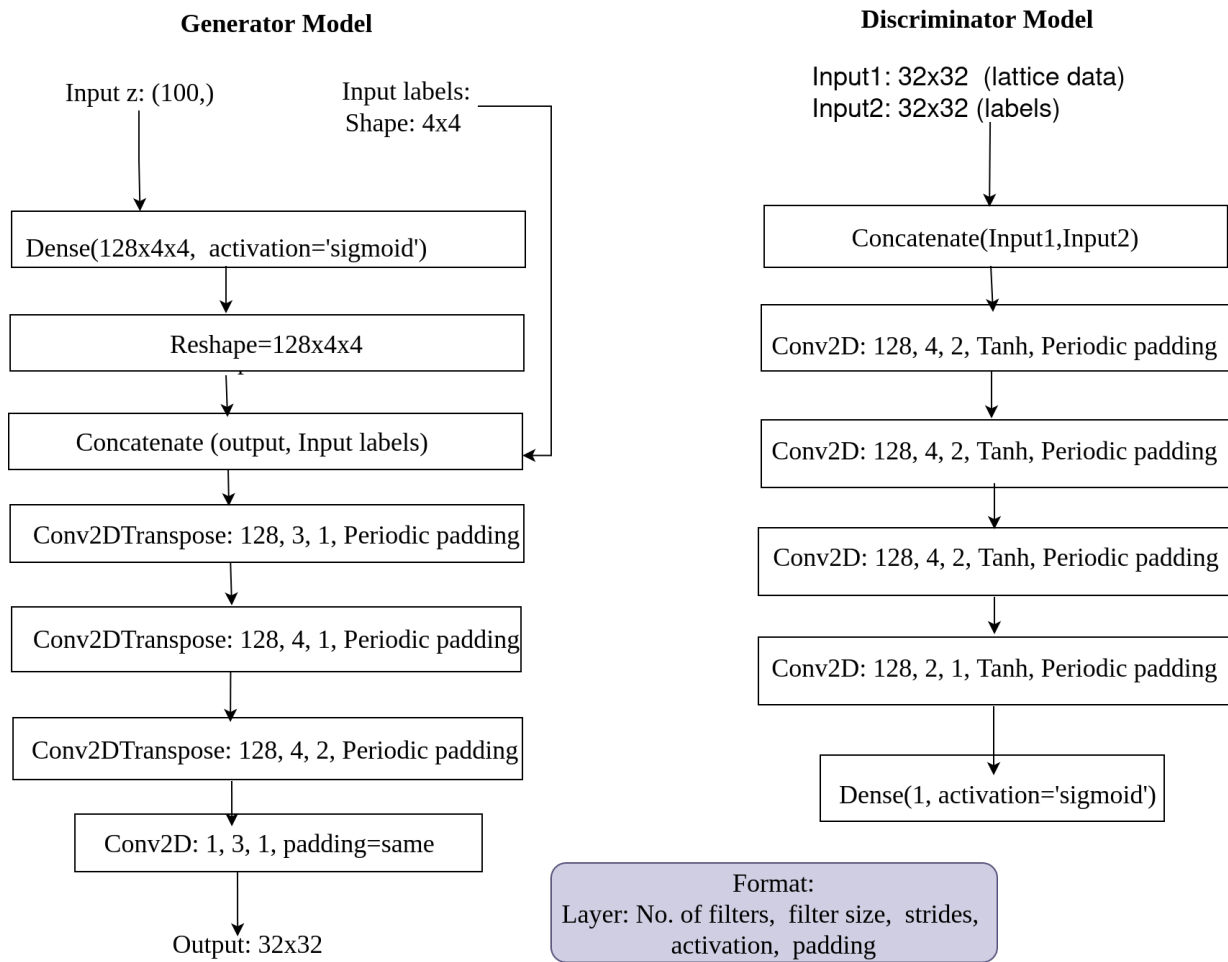 Generator Model
Input z: (100,)
Input labels:
Shape: 4x4
Dense(128x4x4, activation='sigmoid')
Reshape=128x4x4
Concatenate (output, Input labels)
Conv2DTranspose: 128, 3, 1, Periodic padding
Conv2DTranspose: 128, 4, 1, Periodic padding
Conv2DTranspose: 128, 4, 2, Periodic padding
Conv2D: 1, 3, 1, padding=same
Output: 32x32
Discriminator Model
Input1: 32x32 (lattice data)
Input2: 32x32 (labels)
Concatenate(Input1,Input2)
Conv2D: 128, 4, 2, Tanh, Periodic padding
Conv2D: 128, 4, 2, Tanh, Periodic padding
Conv2D: 128, 4, 2, Tanh, Periodic padding
Conv2D: 128, 2, 1, Tanh, Periodic padding
Dense(1, activation='sigmoid')
Format:
Layer: No. of filters, filter size, strides,
activation, padding